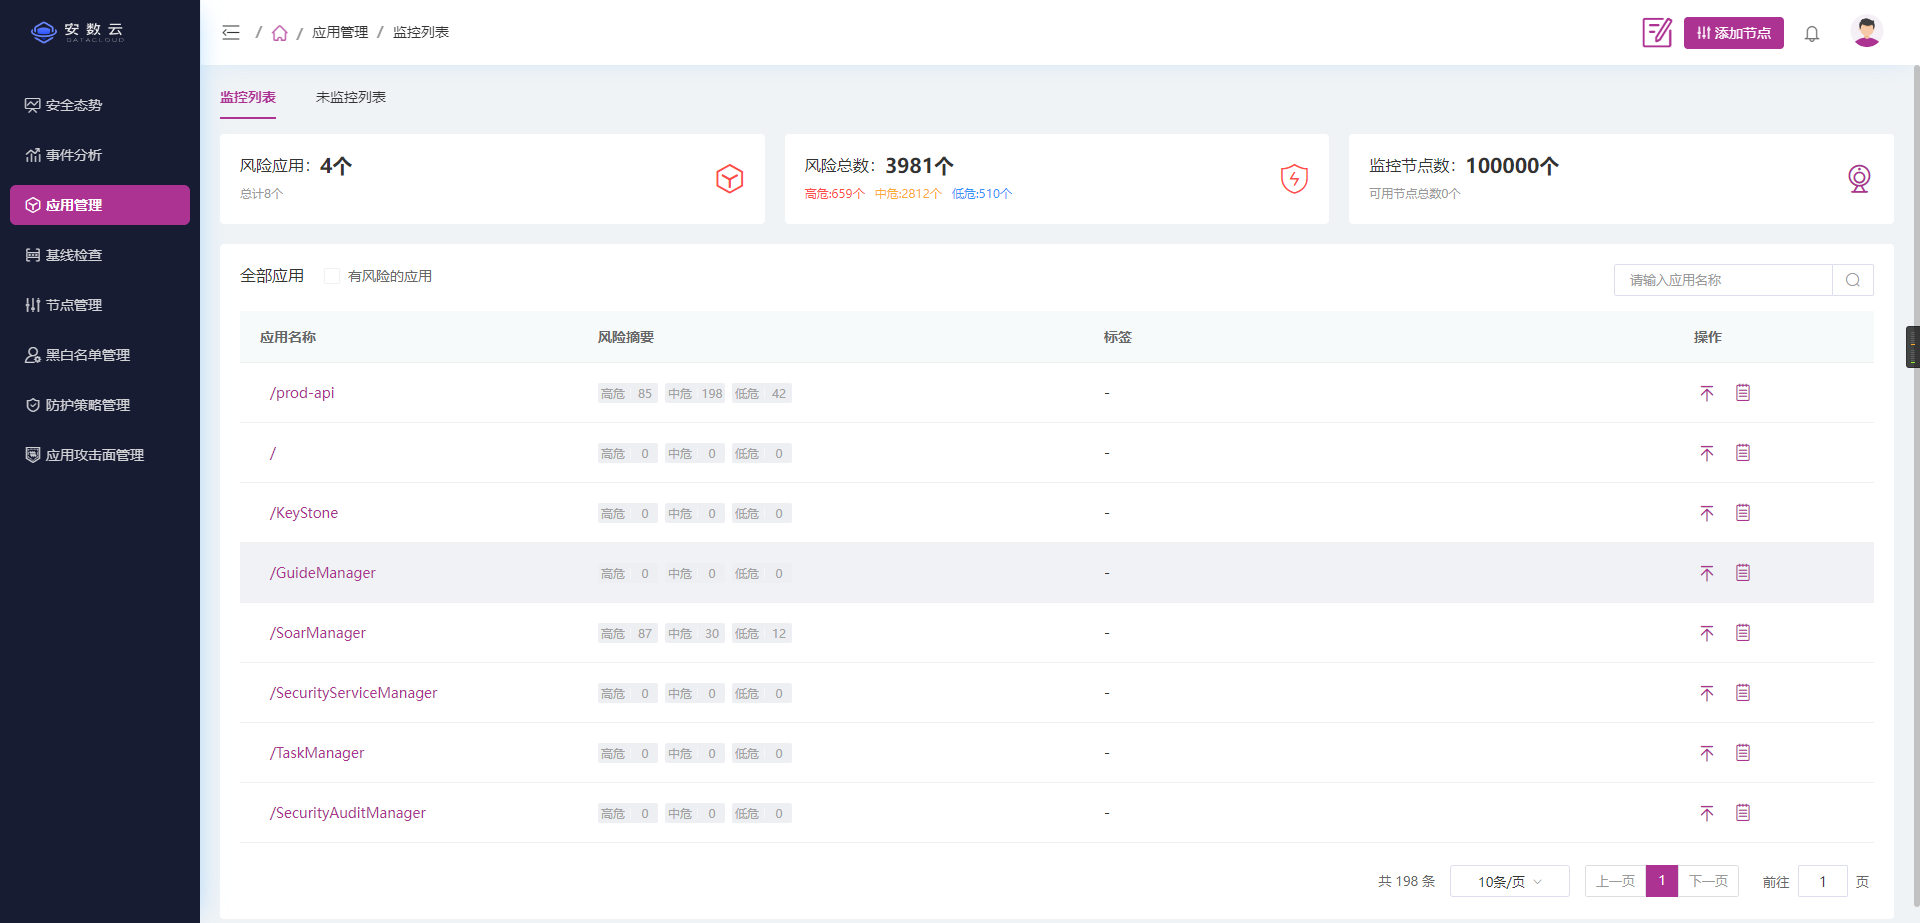 安数云
DATACLOUD
安全态势
事件分析
应用管理
基线检查
节点管理
黑白名单管理
防护策略管理
应用攻击面管理
/ / 应用管理 / 监控列表
添加节点
监控列表 未监控列表
风险应用: 4个
总计8个
风险总数: 3981个
高危:659个 中危:2812个 低危:510个
监控节点数: 100000个
可用节点总数0个
全部应用 有风险的应用
请输入应用名称
应用名称 风险摘要 标签 操作
/prod-api 高危 85 中危 198 低危 42 -
/ 高危 0 中危 0 低危 0 -
/KeyStone 高危 0 中危 0 低危 0 -
/GuideManager 高危 0 中危 0 低危 0 -
/SoarManager 高危 87 中危 30 低危 12 -
/SecurityServiceManager 高危 0 中危 0 低危 0 -
/TaskManager 高危 0 中危 0 低危 0 -
/SecurityAuditManager 高危 0 中危 0 低危 0 -
共 198 条 10条/页 上一页 1 下一页 前往 1 页